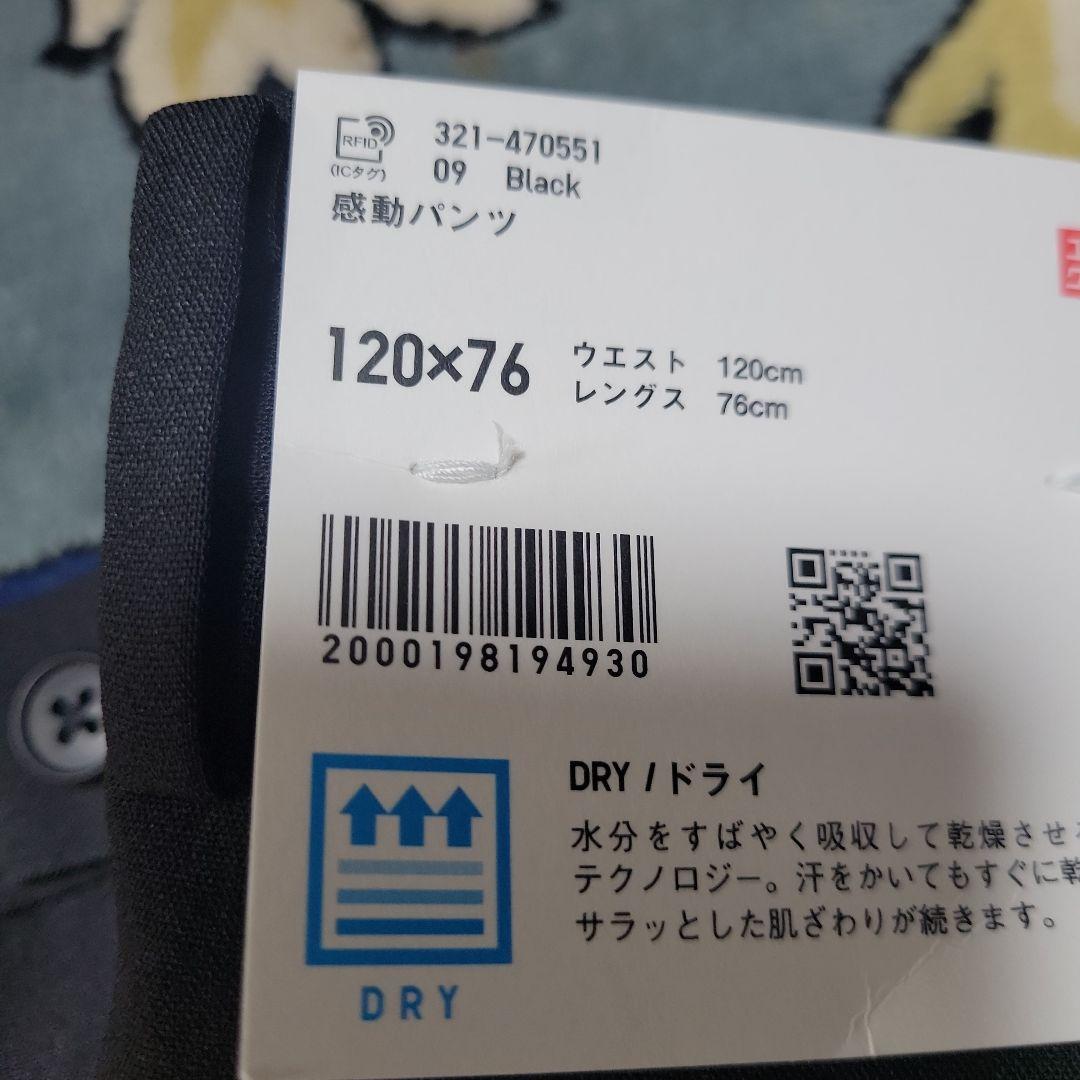 RFID
(ICタグ)
321-470551
09 Black
感動パンツ
120×76
ウエスト 120cm
レングス 76cm
2000198194930
DRY
DRY / ドライ
水分をすばやく吸収して乾燥させ
テクノロジー。汗をかいてもすぐに乾
サラッとした肌ざわりが続きます。